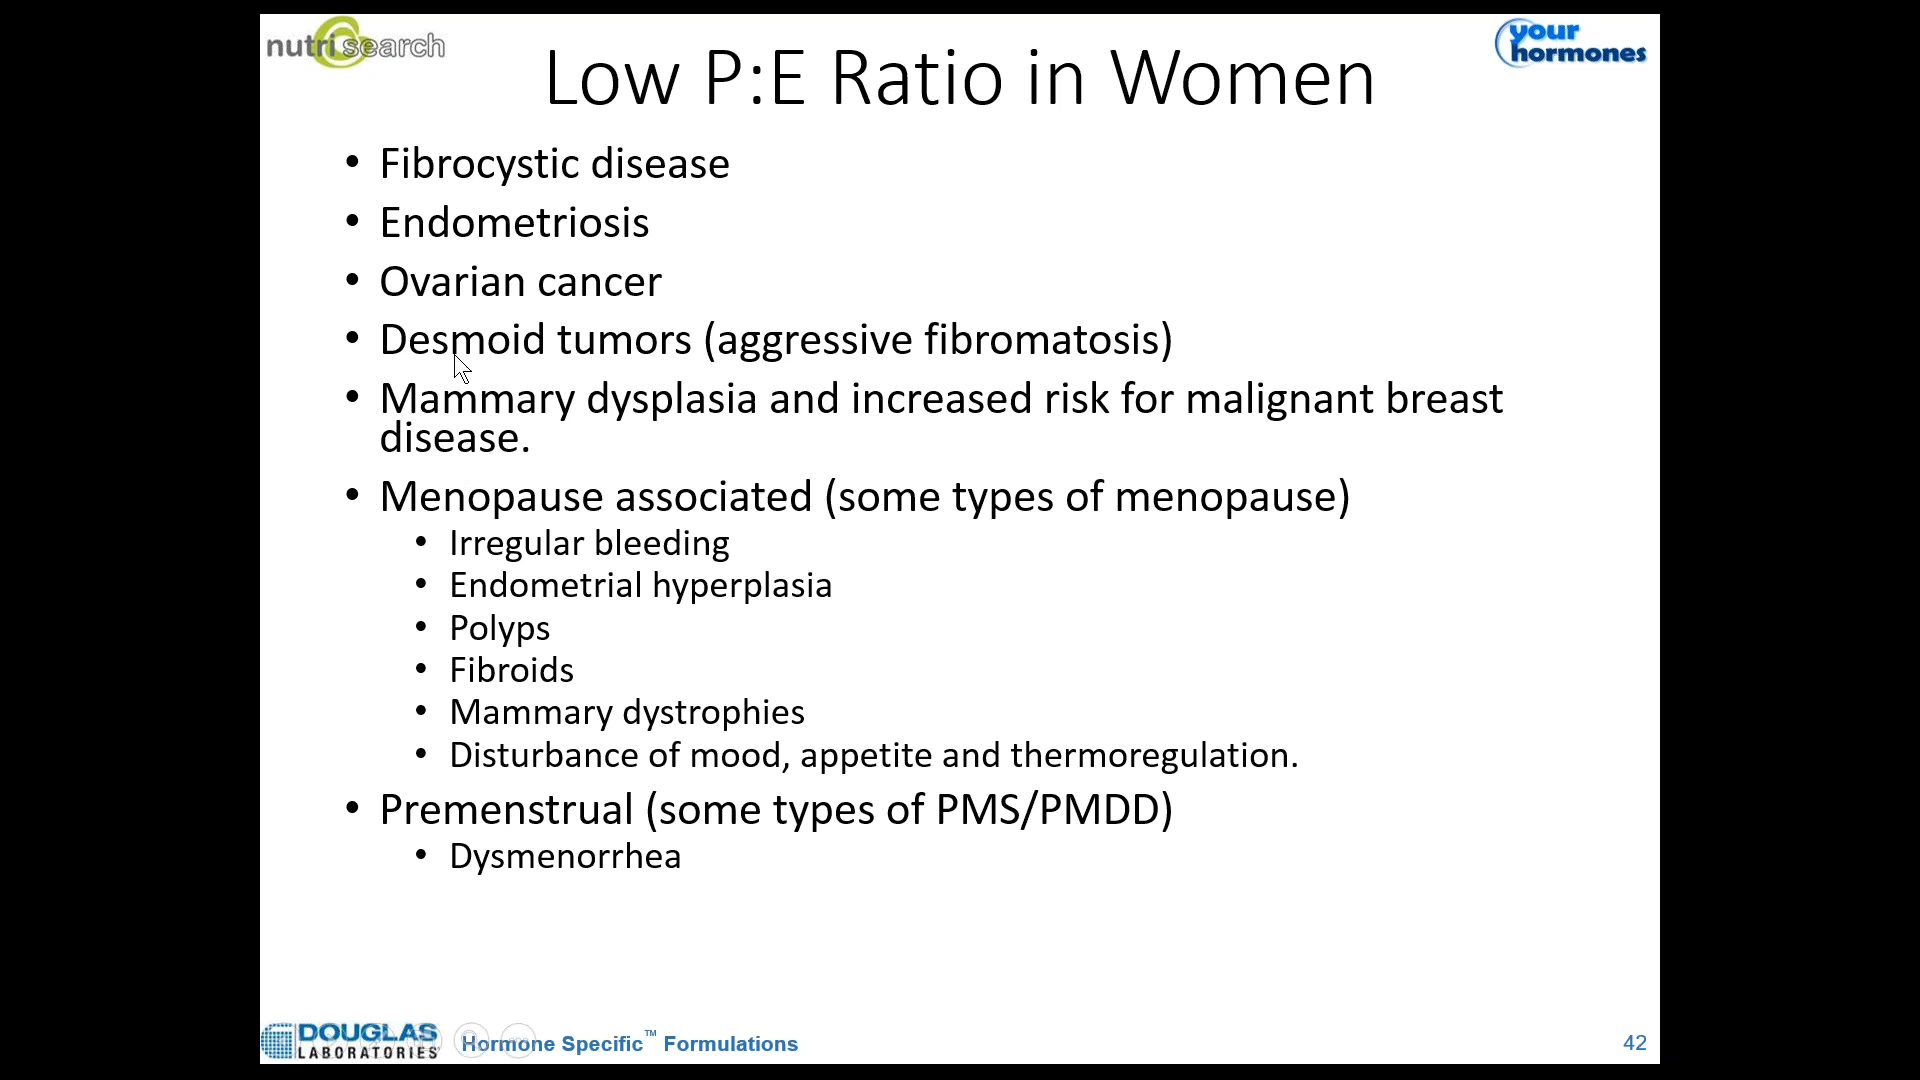 nutrisearch
your
hormones
Low P:E Ratio in Women
• Fibrocystic disease
• Endometriosis
• Ovarian cancer
• Desmoid tumors (aggressive fibromatosis)
• Mammary dysplasia and increased risk for malignant breast
disease.
• Menopause associated (some types of menopause)
• Irregular bleeding
• Endometrial hyperplasia
• Polyps
• Fibroids
• Mammary dystrophies
• Disturbance of mood, appetite and thermoregulation.
• Premenstrual (some types of PMS/PMDD)
• Dysmenorrhea
DOUGLAS
LABORATORIES
Hormone Specific™ Formulations
42